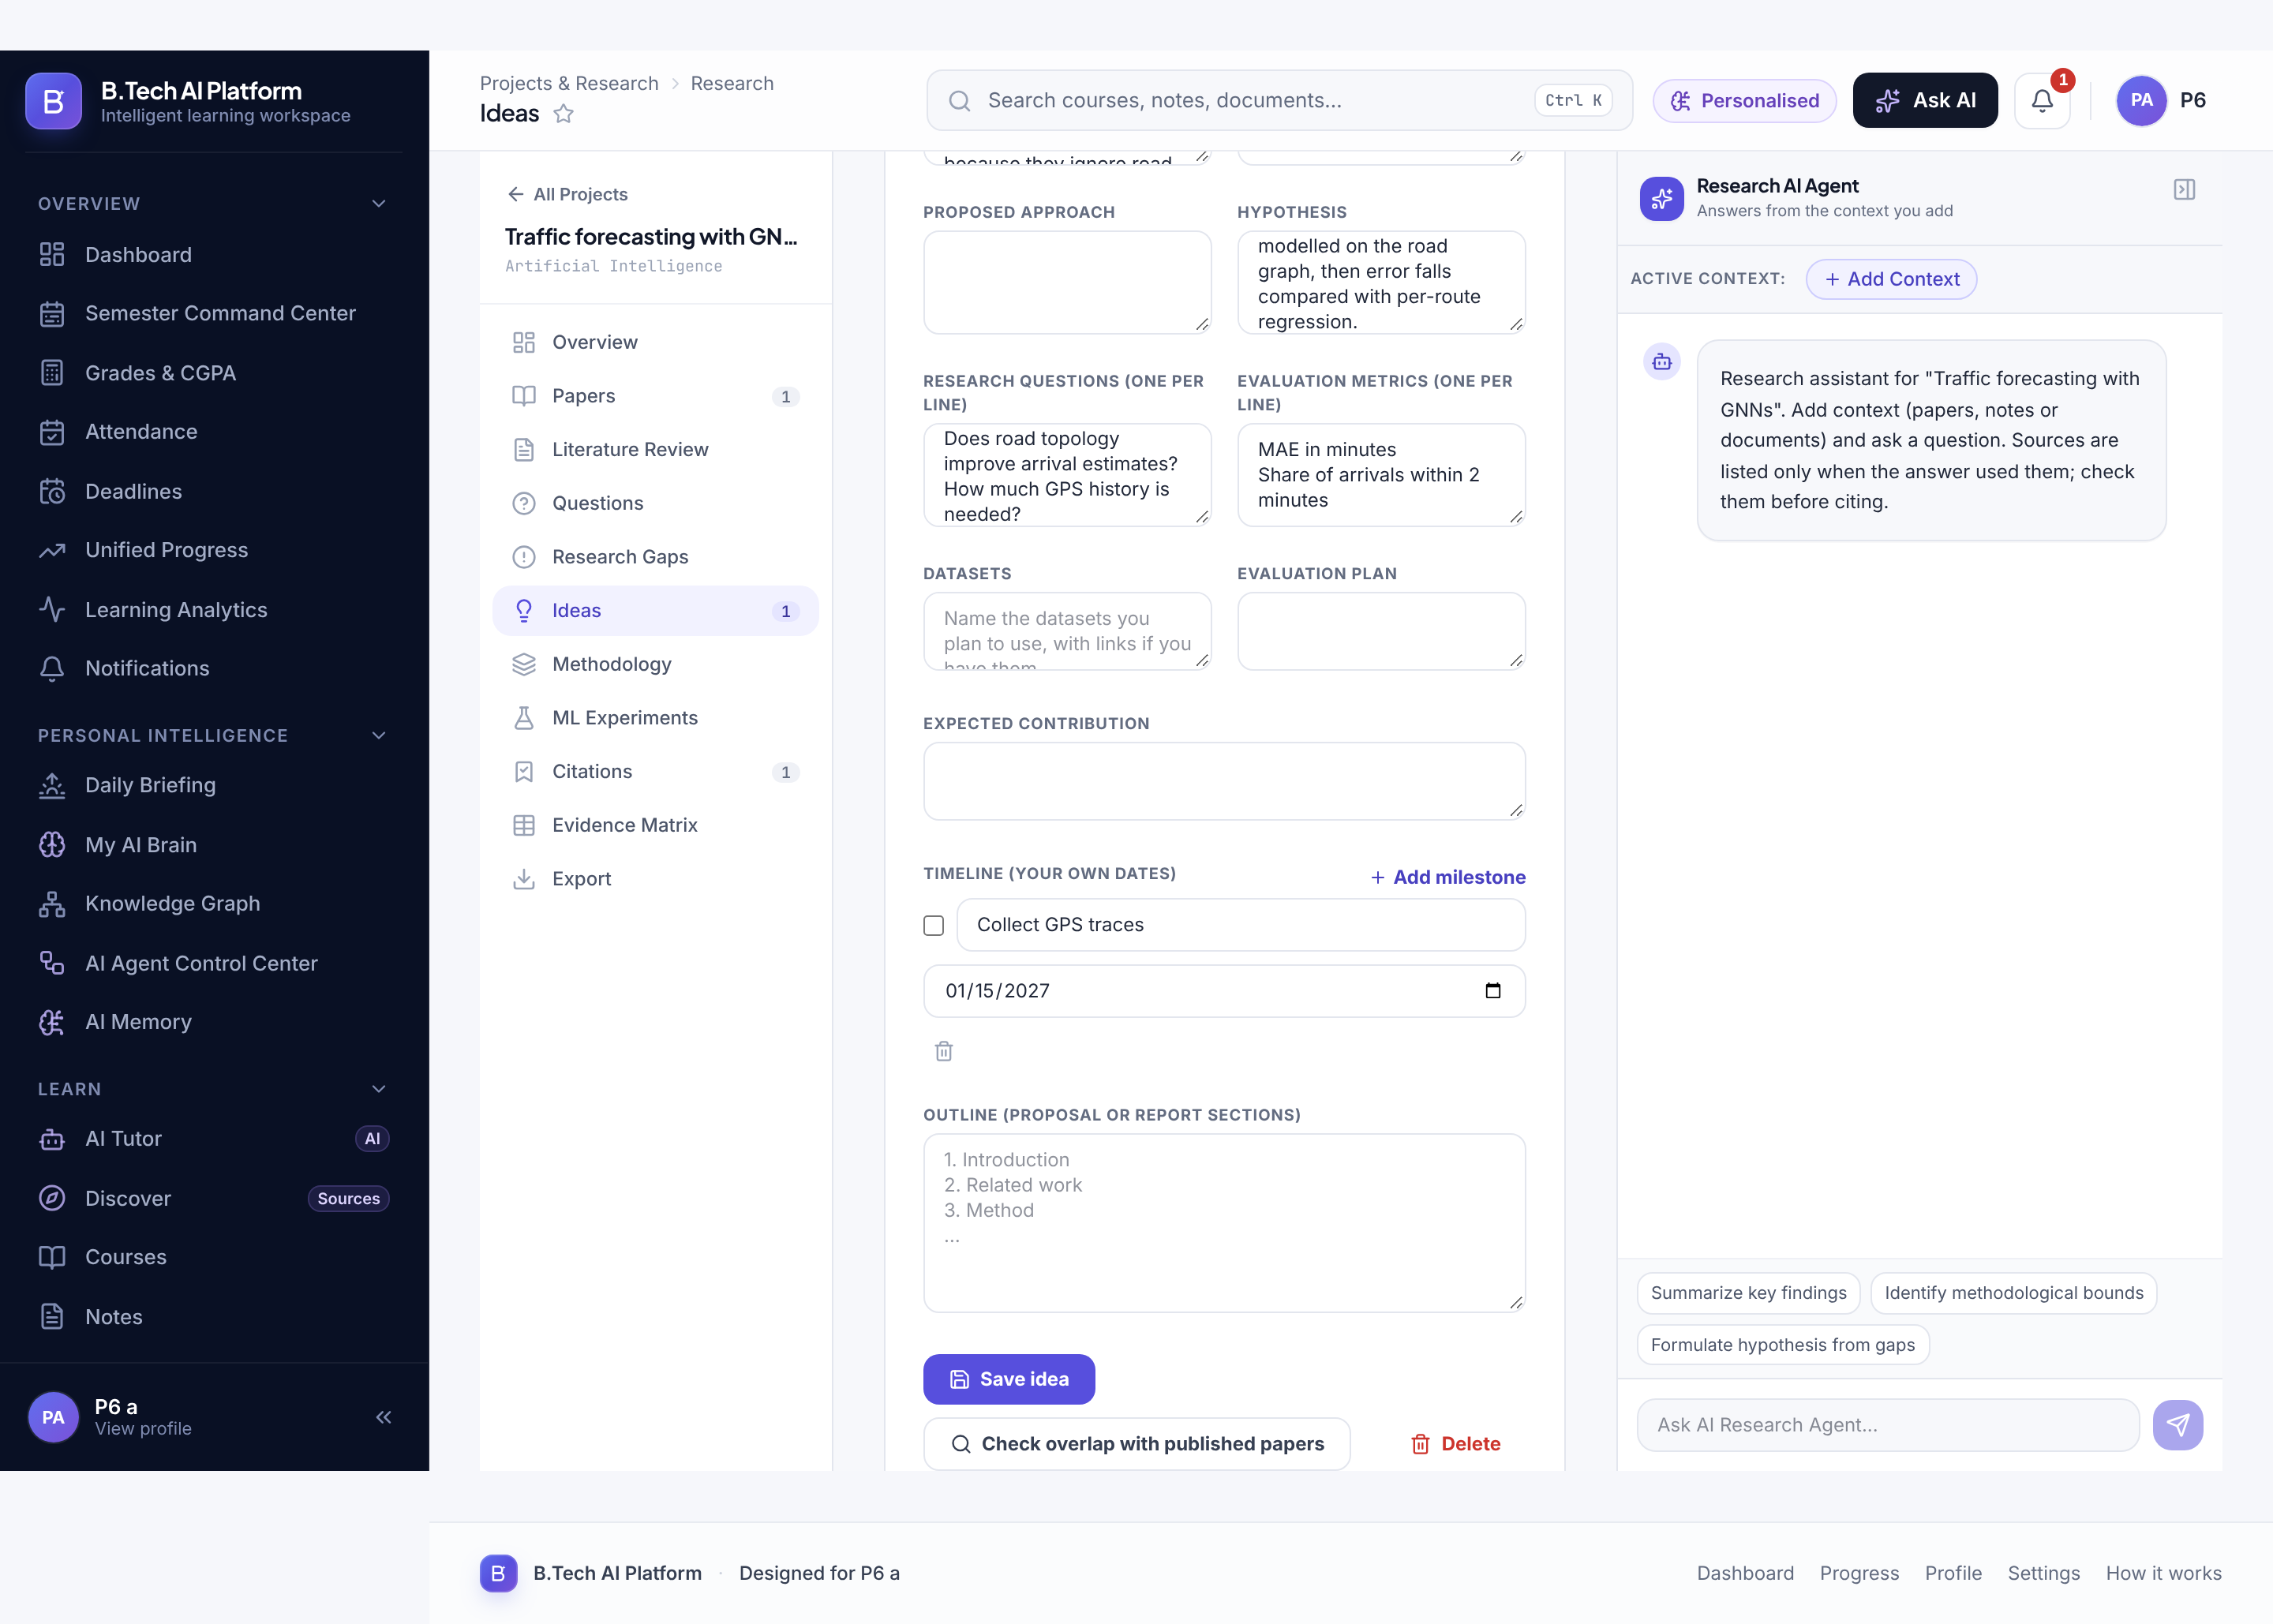 B.Tech AI Platform
Intelligent learning workspace
OVERVIEW
Dashboard
Semester Command Center
Grades & CGPA
Attendance
Deadlines
Unified Progress
Learning Analytics
Notifications
PERSONAL INTELLIGENCE
Daily Briefing
My AI Brain
Knowledge Graph
AI Agent Control Center
AI Memory
LEARN
AI Tutor AI
Discover Sources
Courses
Notes
PA
P6 a
View profile
Projects & Research > Research
Ideas
Search courses, notes, documents... Ctrl K
Personalised
Ask AI
1
PA
P6
All Projects
Traffic forecasting with GN...
Artificial Intelligence
Overview
Papers 1
Literature Review
Questions
Research Gaps
Ideas 1
Methodology
ML Experiments
Citations 1
Evidence Matrix
Export
because they ignore road
PROPOSED APPROACH
HYPOTHESIS
modelled on the road
graph, then error falls
compared with per-route
regression.
RESEARCH QUESTIONS (ONE PER
LINE)
Does road topology
improve arrival estimates?
How much GPS history is
needed?
EVALUATION METRICS (ONE PER
LINE)
MAE in minutes
Share of arrivals within 2
minutes
DATASETS
Name the datasets you
plan to use, with links if you
have them
EVALUATION PLAN
EXPECTED CONTRIBUTION
TIMELINE (YOUR OWN DATES)
+ Add milestone
Collect GPS traces
01/15/2027
OUTLINE (PROPOSAL OR REPORT SECTIONS)
1. Introduction
2. Related work
3. Method
...
Save idea
Check overlap with published papers
Delete
Research AI Agent
Answers from the context you add
ACTIVE CONTEXT: + Add Context
Research assistant for "Traffic forecasting with
GNNs". Add context (papers, notes or
documents) and ask a question. Sources are
listed only when the answer used them; check
them before citing.
Summarize key findings
Identify methodological bounds
Formulate hypothesis from gaps
Ask AI Research Agent...
B.Tech AI Platform · Designed for P6 a
Dashboard Progress Profile Settings How it works